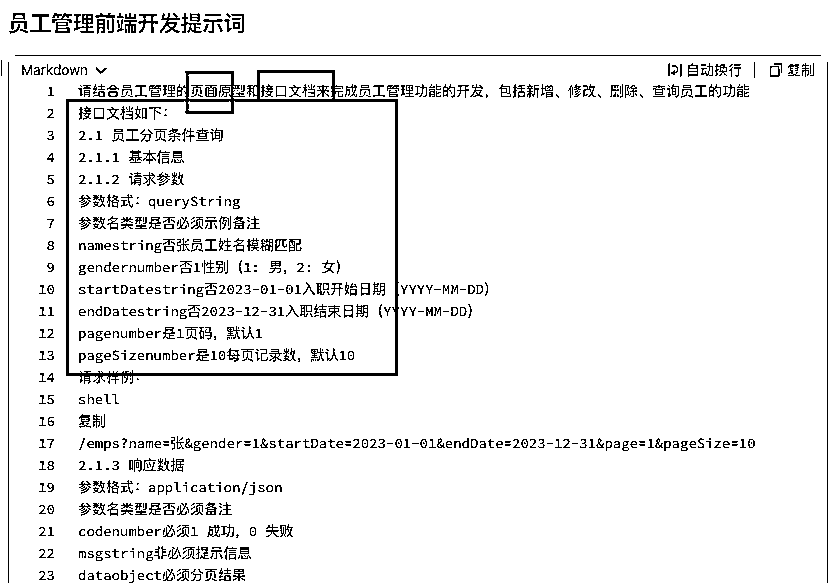 员工管理前端开发提示词
Markdown 自动换行 复制
1 请结合员工管理的页面原型和接口文档来完成员工管理功能的开发，包括新增、修改、删除、查询员工的功能
2 接口文档如下：
3 2.1 员工分页条件查询
4 2.1.1 基本信息
5 2.1.2 请求参数
6 参数格式：queryString
7 参数名类型是否必须示例备注
8 namestring否张员工姓名模糊匹配
9 gendernumber否1性别（1: 男，2: 女）
10 startDatestring否2023-01-01入职开始日期（YYYY-MM-DD）
11 endDatestring否2023-12-31入职结束日期（YYYY-MM-DD）
12 pagenumber是1页码，默认1
13 pageSizenumber是10每页记录数，默认10
14 请求样例：
15 shell
16 复制
17 /emps?name=张&gender=1&startDate=2023-01-01&endDate=2023-12-31&page=1&pageSize=10
18 2.1.3 响应数据
19 参数格式：application/json
20 参数名类型是否必须备注
21 codenumber必须1 成功，0 失败
22 msgstring非必须提示信息
23 dataobject必须分页结果